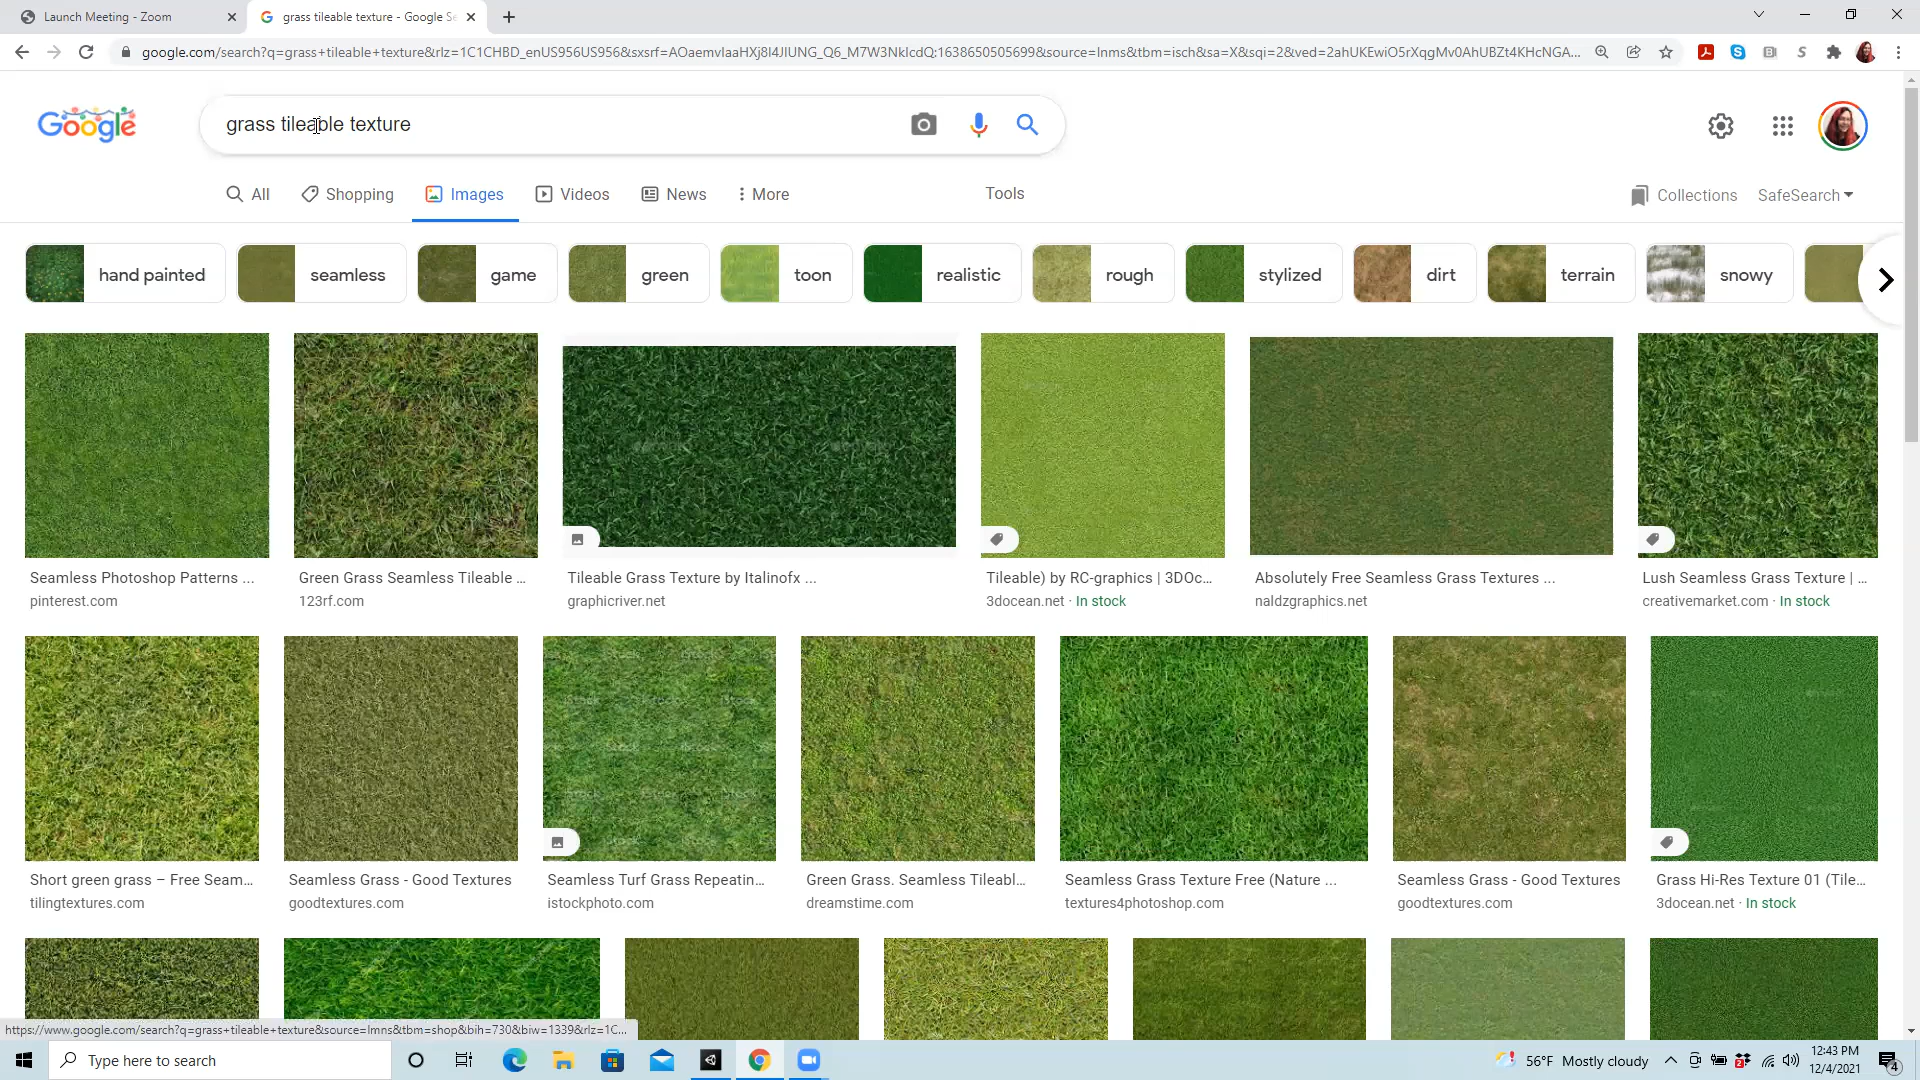 Launch Meeting - Zoom
grass tileable texture - Google Se
google.com/search?q=grass+tileable+texture&rlz=1C1CHBD_enUS956US956&sxsrf=AOaemvIaaHXj8I4JIUNG_Q6_M7W3NkIcdQ:1638650505699&source=lnms&tbm=isch&sa=X&sqi=2&ved=2ahUKEwiO5rXqgMv0AhUBZt4KHcNGA...
Google
grass tileable texture
All
Shopping
Images
Videos
News
More
Tools
Collections
SafeSearch
hand painted
seamless
game
green
toon
realistic
rough
stylized
dirt
terrain
snowy
Seamless Photoshop Patterns ...
pinterest.com
Green Grass Seamless Tileable ...
123rf.com
Tileable Grass Texture by Italinofx ...
graphicriver.net
Tileable) by RC-graphics | 3DOc...
3docean.net · In stock
Absolutely Free Seamless Grass Textures ...
naldzgraphics.net
Lush Seamless Grass Texture | ...
creativemarket.com · In stock
Short green grass – Free Seam...
tilingtextures.com
Seamless Grass - Good Textures
goodtextures.com
Seamless Turf Grass Repeatin...
istockphoto.com
Green Grass. Seamless Tileabl...
dreamstime.com
Seamless Grass Texture Free (Nature ...
textures4photoshop.com
Seamless Grass - Good Textures
goodtextures.com
Grass Hi-Res Texture 01 (Tile...
3docean.net · In stock
https://www.google.com/search?q=grass+tileable+texture&source=lmns&tbm=shop&bih=730&biw=1339&rlz=1C...
Type here to search
56°F Mostly cloudy
12:43 PM
12/4/2021
4